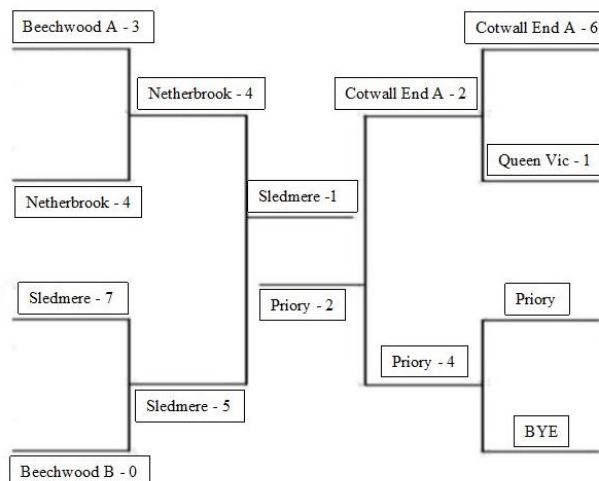 Beechwood A - 3
Cotwall End A - 6
Netherbrook - 4
Cotwall End A - 2
Queen Vic - 1
Netherbrook - 4
Sledmere -1
Sledmere - 7
Priory - 2
Priory
Priory - 4
Sledmere - 5
BYE
Beechwood B - 0